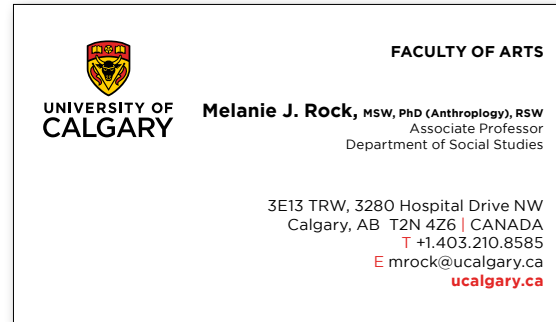 FACULTY OF ARTS
UNIVERSITY OF
CALGARY
Melanie J. Rock, MSW, PhD (Anthroplogy), RSW
Associate Professor
Department of Social Studies
3E13 TRW, 3280 Hospital Drive NW
Calgary, AB T2N 4Z6 | CANADA
T +1.403.210.8585
E mrock@ucalgary.ca
ucalgary.ca